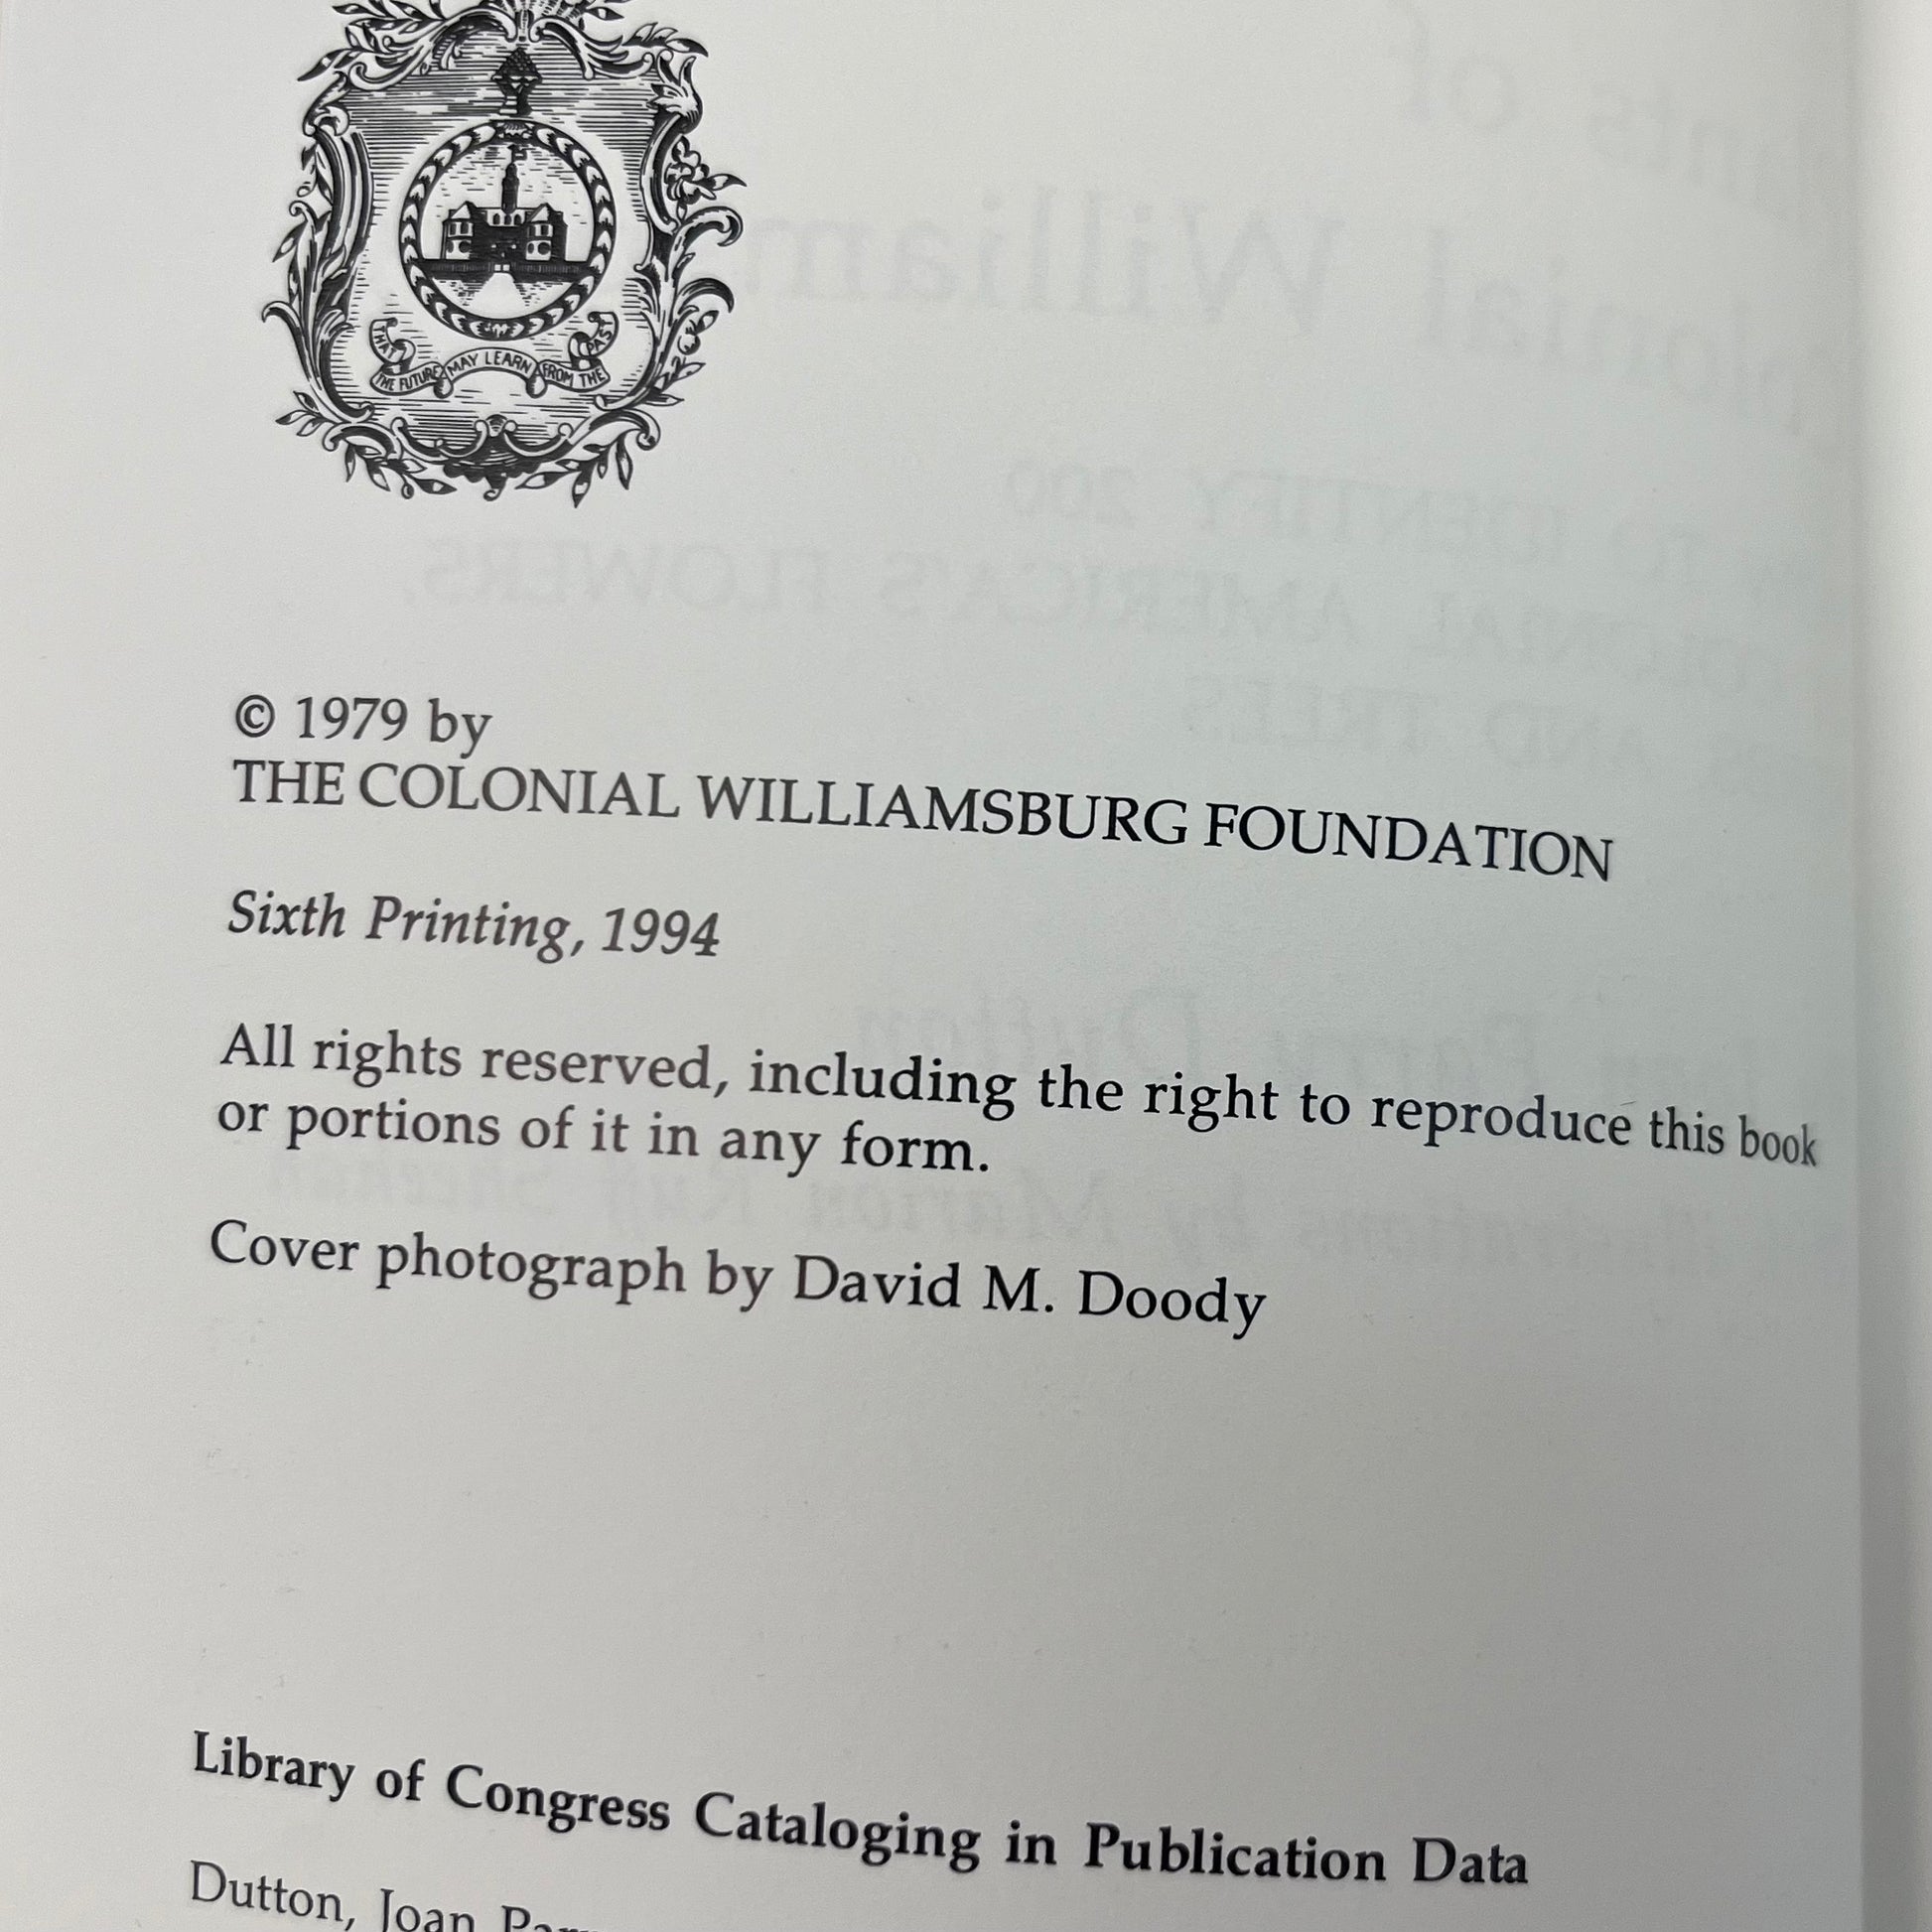 THAT THE FUTURE MAY LEARN FROM THE PAST
© 1979 by
THE COLONIAL WILLIAMSBURG FOUNDATION
Sixth Printing, 1994
All rights reserved, including the right to reproduce this book
or portions of it in any form.
Cover photograph by David M. Doody
Library of Congress Cataloging in Publication Data
Dutton, Joan